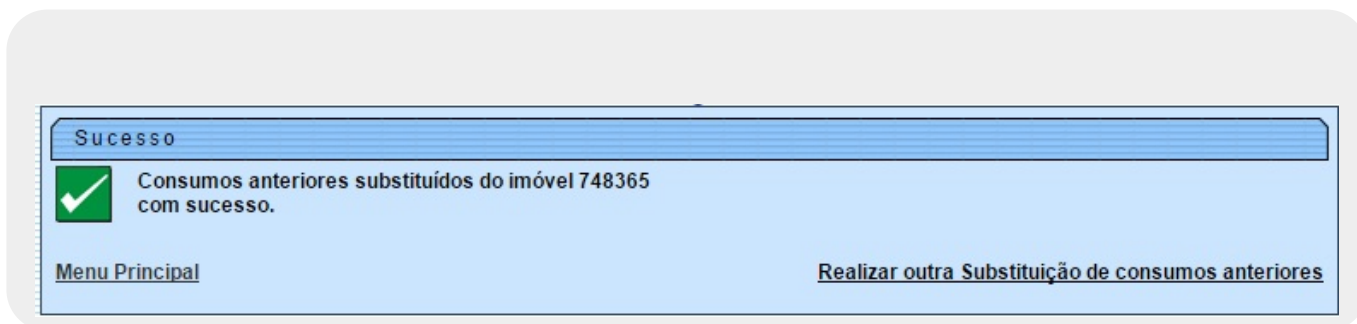 Sucesso
Consumos anteriores substituídos do imóvel 748365
com sucesso.
Menu Principal
Realizar outra Substituição de consumos anteriores